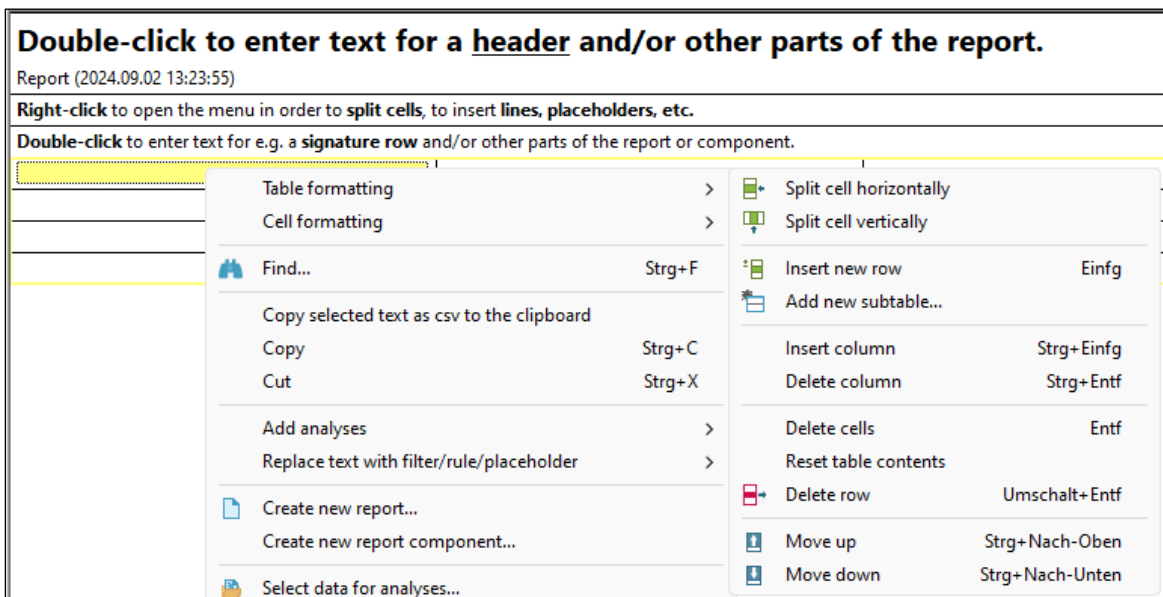 Double-click to enter text for a header and/or other parts of the report.
Report (2024.09.02 13:23:55)
Right-click to open the menu in order to split cells, to insert lines, placeholders, etc.
Double-click to enter text for e.g. a signature row and/or other parts of the report or component.
Table formatting
Cell formatting
Find... Strg+F
Copy selected text as csv to the clipboard
Copy Strg+C
Cut Strg+X
Add analyses
Replace text with filter/rule/placeholder
Create new report...
Create new report component...
Select data for analyses...
Split cell horizontally
Split cell vertically
Insert new row Einfg
Add new subtable...
Insert column Strg+Einfg
Delete column Strg+Entf
Delete cells Entf
Reset table contents
Delete row Umschalt+Entf
Move up Strg+Nach-Oben
Move down Strg+Nach-Unten